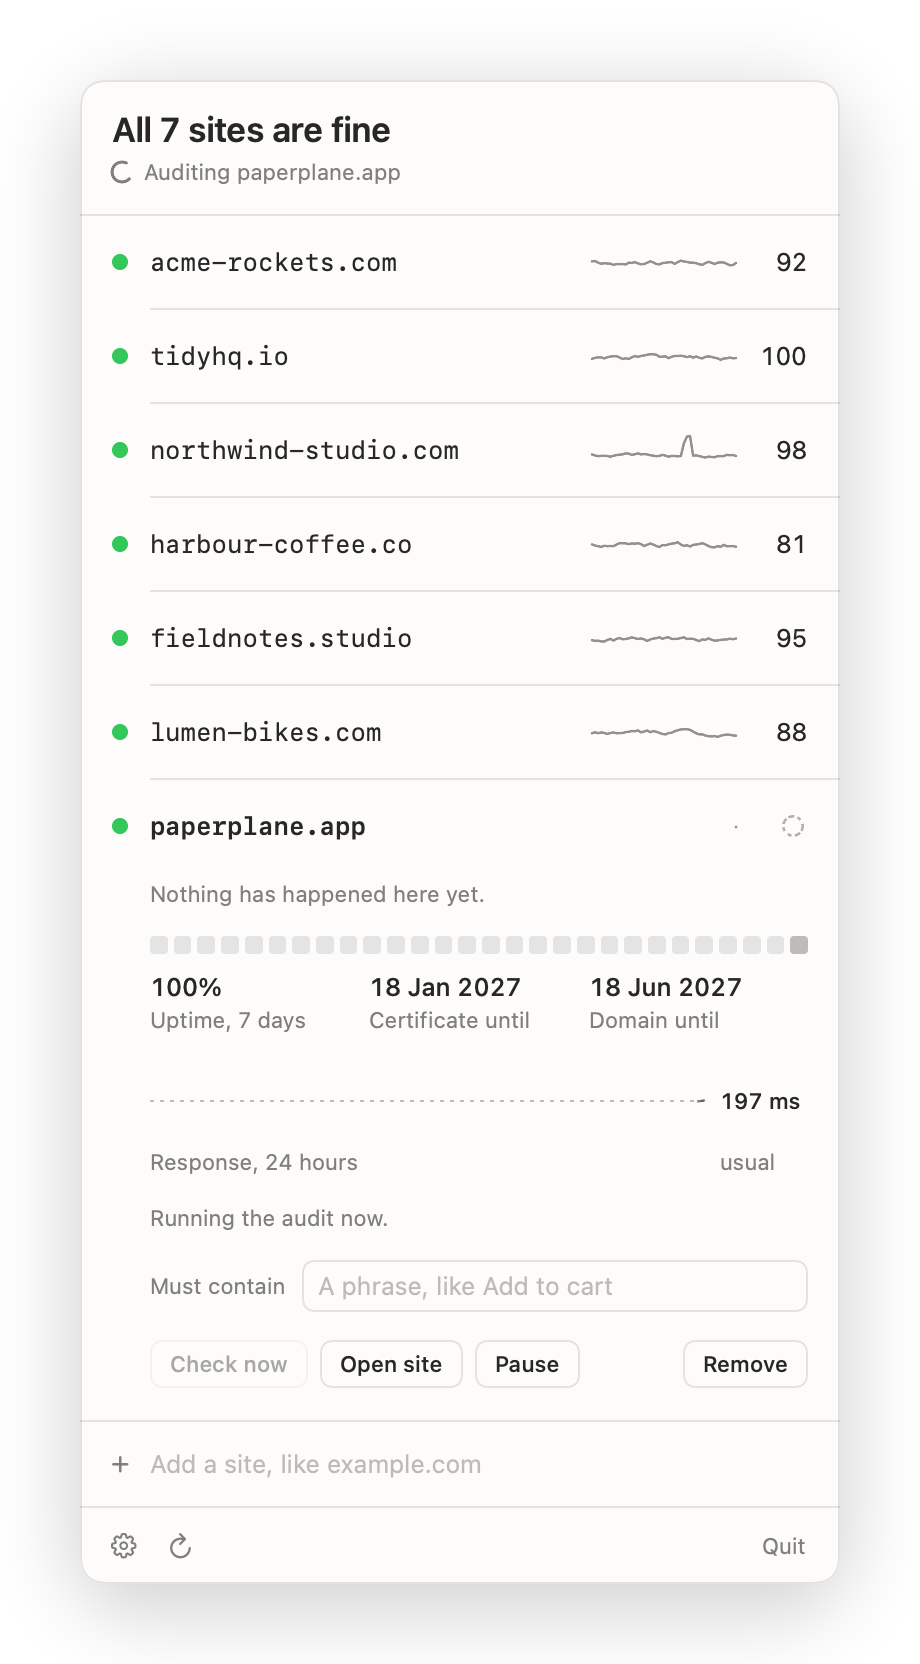 All 7 sites are fine
Auditing paperplane.app
acme-rockets.com 92
tidyhq.io 100
northwind-studio.com 98
harbour-coffee.co 81
fieldnotes.studio 95
lumen-bikes.com 88
paperplane.app
Nothing has happened here yet.
100% 18 Jan 2027 18 Jun 2027
Uptime, 7 days Certificate until Domain until
197 ms
Response, 24 hours usual
Running the audit now.
Must contain A phrase, like Add to cart
Check now Open site Pause Remove
+ Add a site, like example.com
Quit